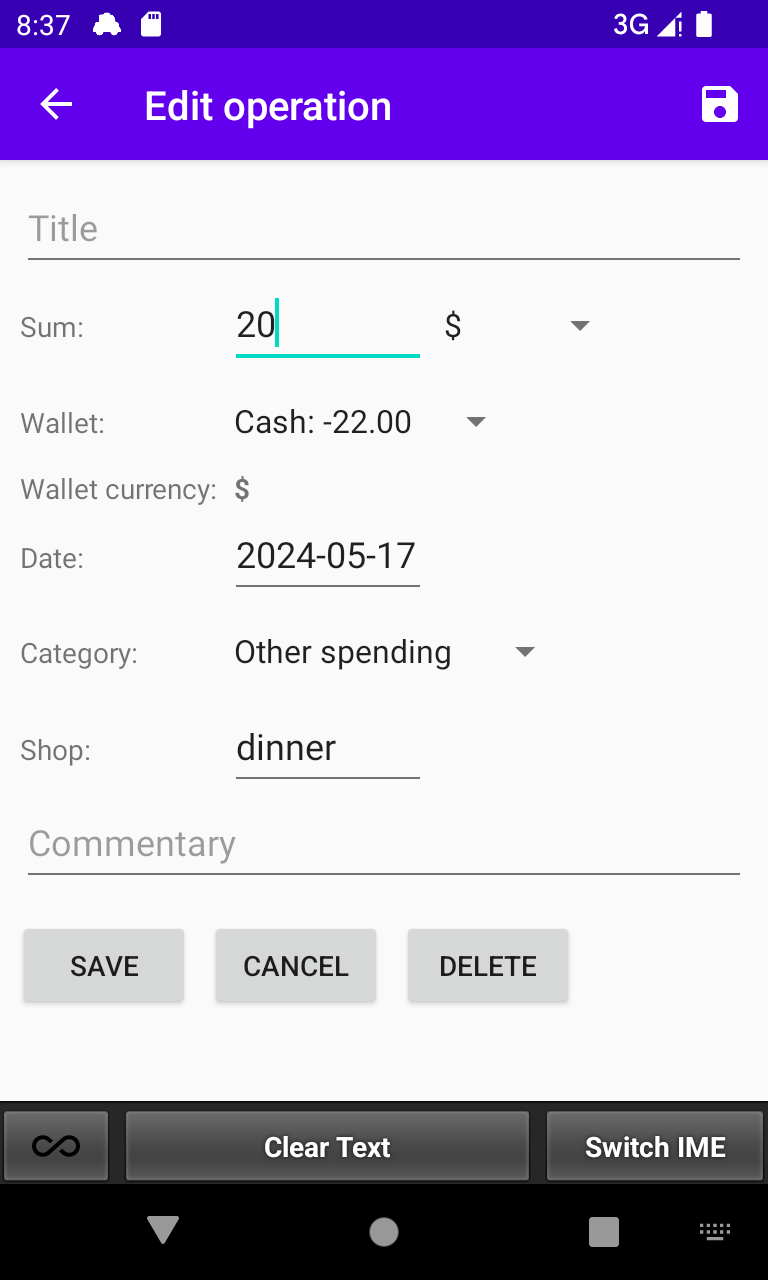 8:37
3G
Edit operation
Title
Sum: 20 $
Wallet: Cash: -22.00
Wallet currency: $
Date: 2024-05-17
Category: Other spending
Shop: dinner
Commentary
SAVE CANCEL DELETE
Clear Text Switch IME